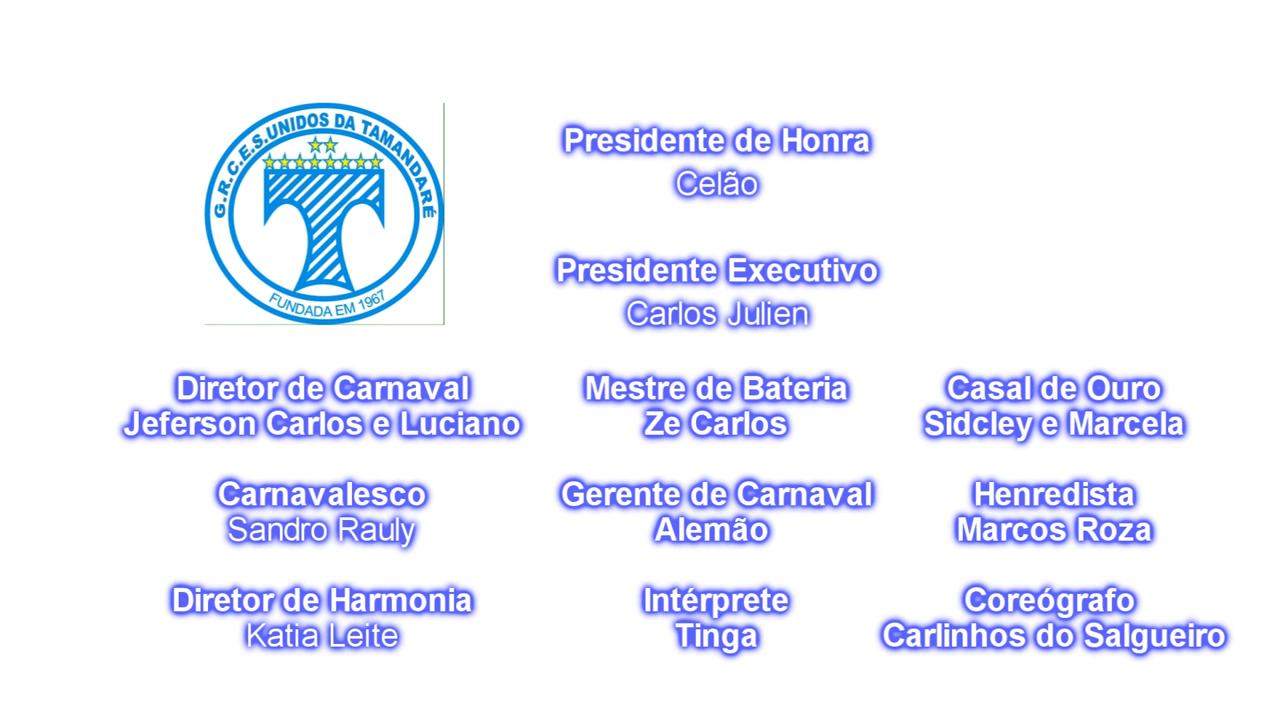 G.R.C.E.S.UNIDOS DA TAMANDARÉ
FUNDADA EM 1967
Presidente de Honra
Celão
Presidente Executivo
Carlos Julien
Diretor de Carnaval
Jeferson Carlos e Luciano
Mestre de Bateria
Ze Carlos
Casal de Ouro
Sidcley e Marcela
Carnavalesco
Sandro Rauly
Gerente de Carnaval
Alemão
Henredista
Marcos Roza
Diretor de Harmonia
Katia Leite
Intérprete
Tinga
Coreógrafo
Carlinhos do Salgueiro